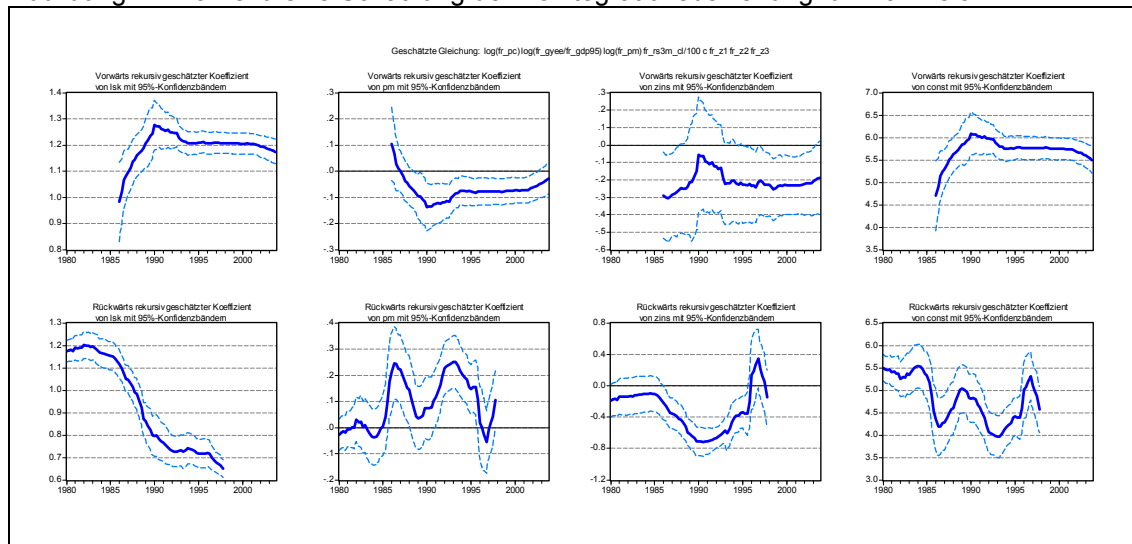 Geschätzte Gleichung: log(fr_pc) log(fr_gyee/fr_gdp95) log(fr_pm) fr_rs3m_cl/100 c fr_z1 fr_z2 fr_z3
Vorwärts rekursiv geschätzter Koeffizient
von lsk mit 95%-Konfidenzbändern
1.4
1.3
1.2
1.1
1.0
0.9
0.8
1980 1985 1990 1995 2000
Vorwärts rekursiv geschätzter Koeffizient
von pm mit 95%-Konfidenzbändern
.3
.2
.1
.0
-.1
-.2
-.3
1980 1985 1990 1995 2000
Vorwärts rekursiv geschätzter Koeffizient
von zins mit 95%-Konfidenzbändern
.3
.2
.1
.0
-.1
-.2
-.3
-.4
-.5
-.6
1980 1985 1990 1995 2000
Vorwärts rekursiv geschätzter Koeffizient
von const mit 95%-Konfidenzbändern
7.0
6.5
6.0
5.5
5.0
4.5
4.0
3.5
1980 1985 1990 1995 2000
Rückwärts rekursiv geschätzter Koeffizient
von lsk mit 95%-Konfidenzbändern
1.3
1.2
1.1
1.0
0.9
0.8
0.7
0.6
1980 1985 1990 1995 2000
Rückwärts rekursiv geschätzter Koeffizient
von pm mit 95%-Konfidenzbändern
.4
.3
.2
.1
.0
-.1
-.2
1980 1985 1990 1995 2000
Rückwärts rekursiv geschätzter Koeffizient
von zins mit 95%-Konfidenzbändern
0.8
0.4
0.0
-0.4
-0.8
-1.2
1980 1985 1990 1995 2000
Rückwärts rekursiv geschätzter Koeffizient
von const mit 95%-Konfidenzbändern
6.5
6.0
5.5
5.0
4.5
4.0
3.5
3.0
1980 1985 1990 1995 2000